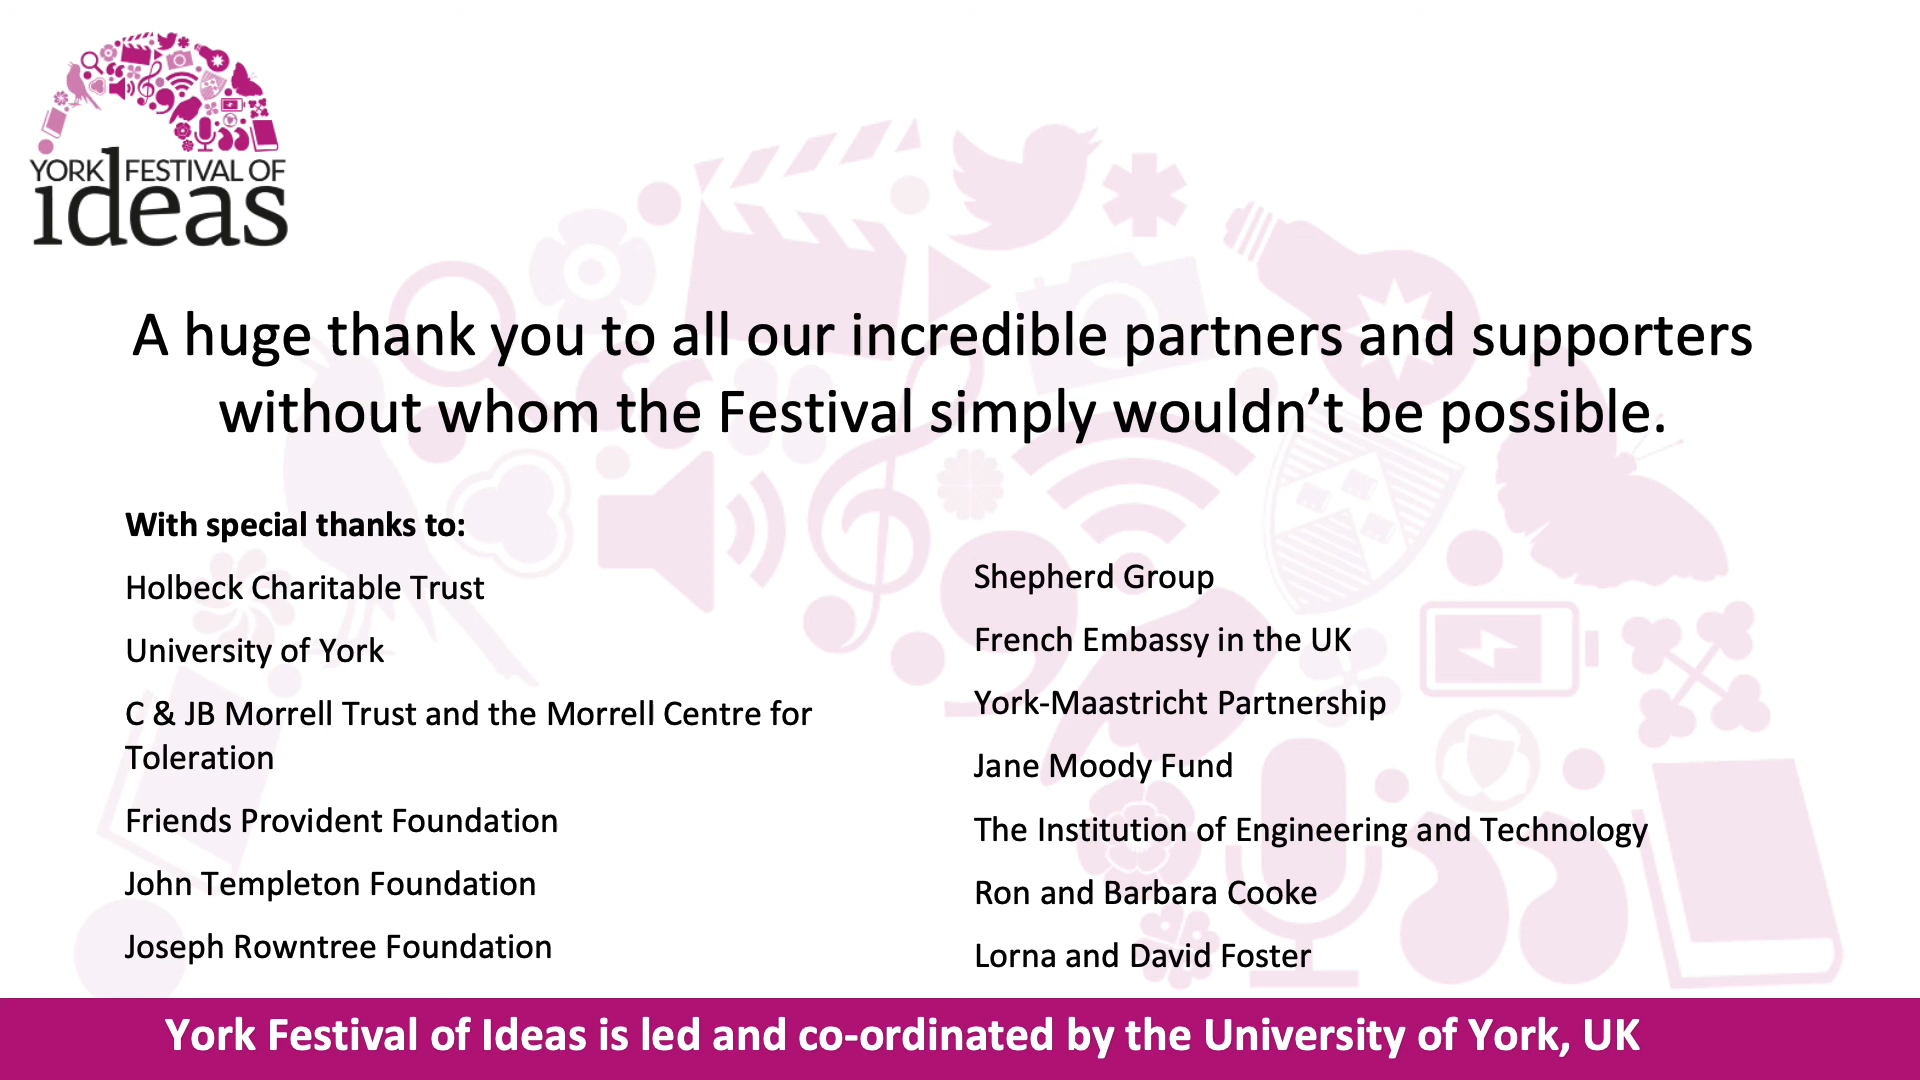 YORK FESTIVAL OF
ideas
A huge thank you to all our incredible partners and supporters
without whom the Festival simply wouldn’t be possible.
With special thanks to:
Holbeck Charitable Trust
University of York
C & JB Morrell Trust and the Morrell Centre for
Toleration
Friends Provident Foundation
John Templeton Foundation
Joseph Rowntree Foundation
Shepherd Group
French Embassy in the UK
York-Maastricht Partnership
Jane Moody Fund
The Institution of Engineering and Technology
Ron and Barbara Cooke
Lorna and David Foster
York Festival of Ideas is led and co-ordinated by the University of York, UK